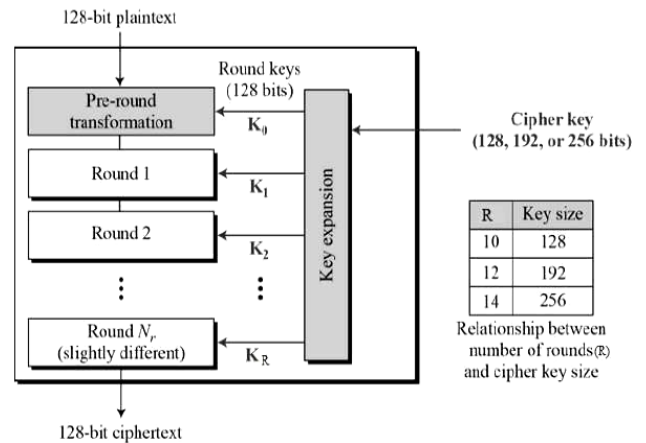 128-bit plaintext
Round keys
(128 bits)
Pre-round
transformation
K₀
Cipher key
(128, 192, or 256 bits)
Round 1
K₁
Round 2
K₂
Key expansion
R Key size
10 128
12 192
14 256
Relationship between
number of rounds(R)
and cipher key size
⋮ ⋮
Round Nᵣ
(slightly different)
K_R
128-bit ciphertext